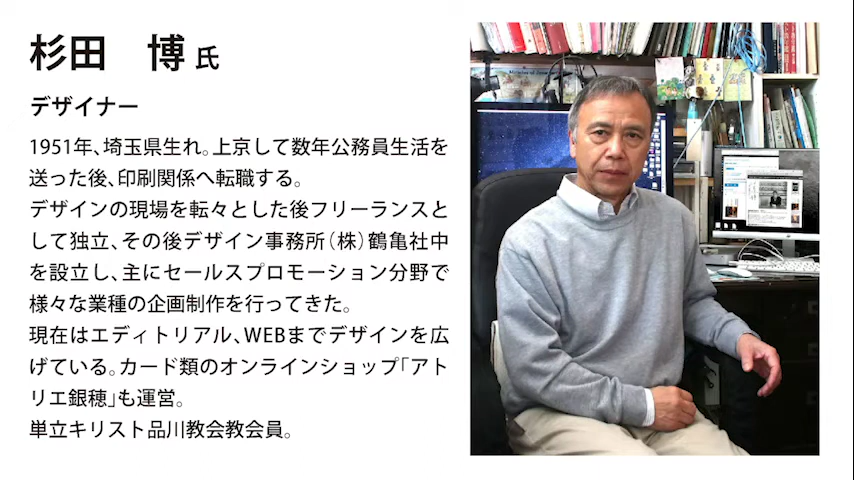 杉田　博 氏
デザイナー
1951年、埼玉県生れ。上京して数年公務員生活を
送った後、印刷関係へ転職する。
デザインの現場を転々とした後フリーランスと
して独立、その後デザイン事務所（株）鶴亀社中
を設立し、主にセールスプロモーション分野で
様々な業種の企画制作を行ってきた。
現在はエディトリアル、WEBまでデザインを広
げている。カード類のオンラインショップ「アト
リエ銀穂」も運営。
単立キリスト品川教会教会員。